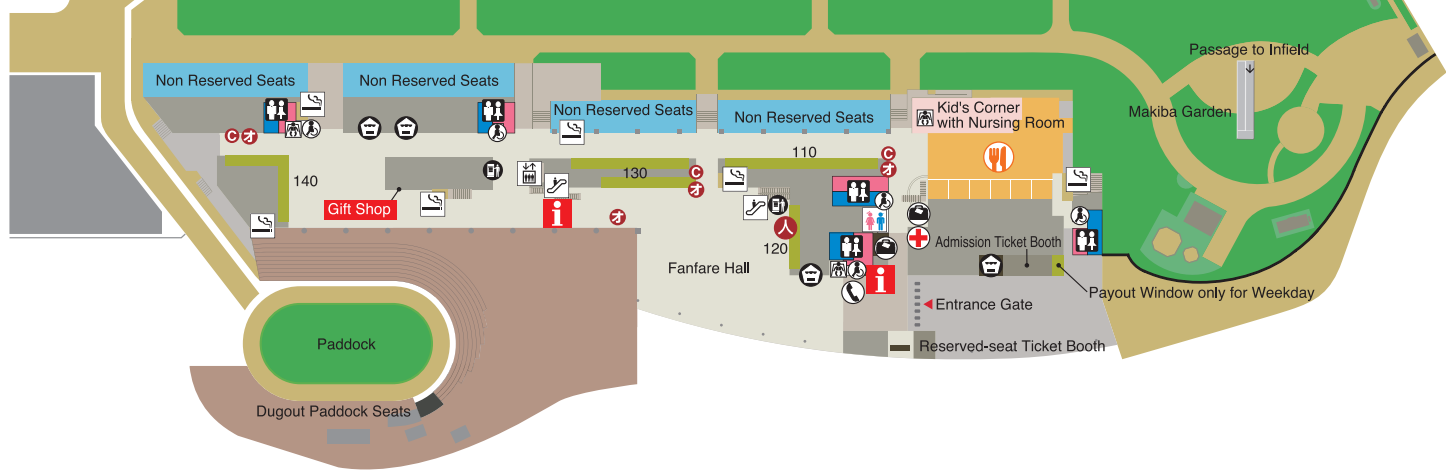 Passage to Infield
Non Reserved Seats
Non Reserved Seats
Non Reserved Seats
Non Reserved Seats
Kid's Corner
with Nursing Room
Makiba Garden
C オ
C
オ
C
オ
110
130
140
Gift Shop
i
オ
人
120
Admission Ticket Booth
Fanfare Hall
i
Payout Window only for Weekday
Entrance Gate
Paddock
Reserved-seat Ticket Booth
Dugout Paddock Seats